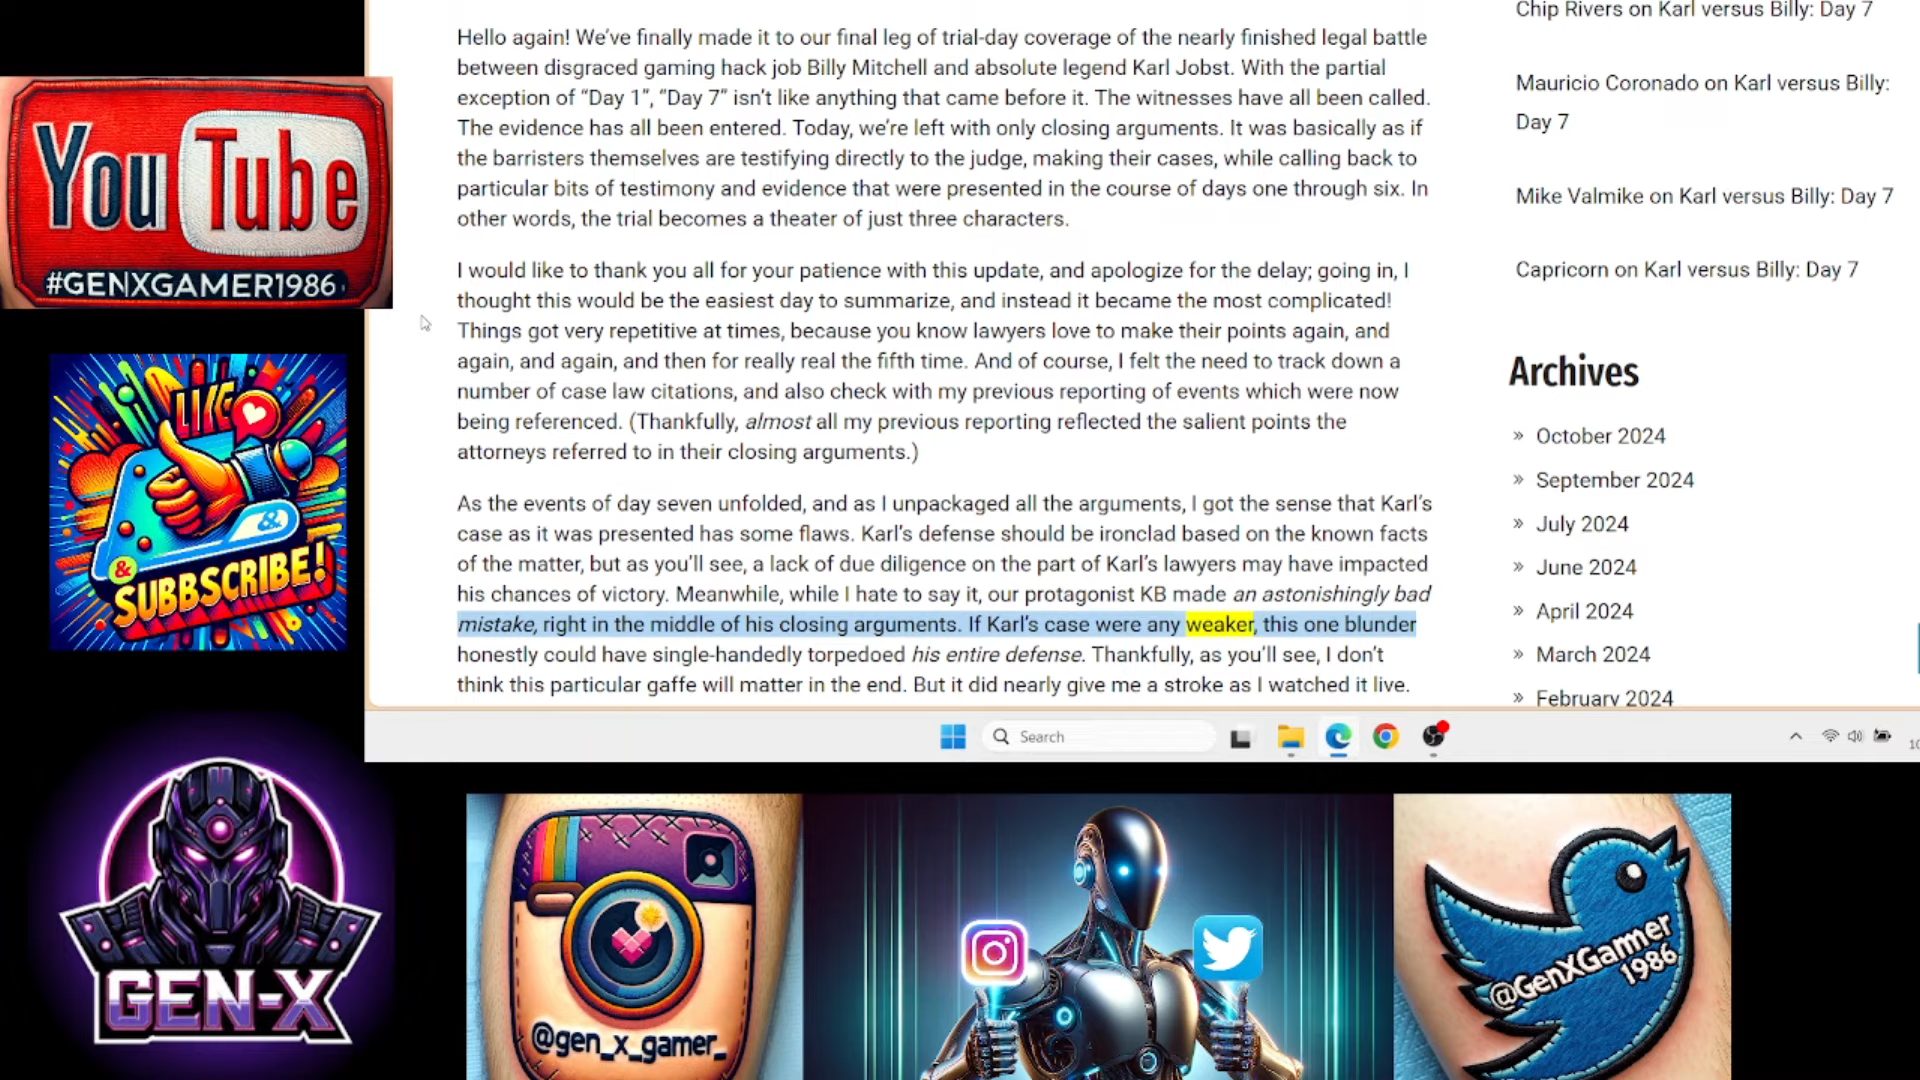 Hello again! We've finally made it to our final leg of trial-day coverage of the nearly finished legal battle
between disgraced gaming hack job Billy Mitchell and absolute legend Karl Jobst. With the partial
exception of “Day 1”, “Day 7” isn't like anything that came before it. The witnesses have all been called.
The evidence has all been entered. Today, we're left with only closing arguments. It was basically as if
the barristers themselves are testifying directly to the judge, making their cases, while calling back to
particular bits of testimony and evidence that were presented in the course of days one through six. In
other words, the trial becomes a theater of just three characters.
I would like to thank you all for your patience with this update, and apologize for the delay; going in, I
thought this would be the easiest day to summarize, and instead it became the most complicated!
Things got very repetitive at times, because you know lawyers love to make their points again, and
again, and again, and then for really real the fifth time. And of course, I felt the need to track down a
number of case law citations, and also check with my previous reporting of events which were now
being referenced. (Thankfully, almost all my previous reporting reflected the salient points the
attorneys referred to in their closing arguments.)
As the events of day seven unfolded, and as I unpackaged all the arguments, I got the sense that Karl's
case as it was presented has some flaws. Karl's defense should be ironclad based on the known facts
of the matter, but as you'll see, a lack of due diligence on the part of Karl's lawyers may have impacted
his chances of victory. Meanwhile, while I hate to say it, our protagonist KB made an astonishingly bad
mistake, right in the middle of his closing arguments. If Karl's case were any weaker, this one blunder
honestly could have single-handedly torpedoed his entire defense. Thankfully, as you'll see, I don't
think this particular gaffe will matter in the end. But it did nearly give me a stroke as I watched it live.
Chip Rivers on Karl versus Billy: Day 7
Mauricio Coronado on Karl versus Billy:
Day 7
Mike Valmike on Karl versus Billy: Day 7
Capricorn on Karl versus Billy: Day 7
Archives
» October 2024
» September 2024
» July 2024
» June 2024
» April 2024
» March 2024
» February 2024
Search
10
You Tube
#GENXGAMER1986
LIKE
&
& SUBBSCRIBE!
GEN-X
@gen_x_gamer_
@GenXGamer
1986